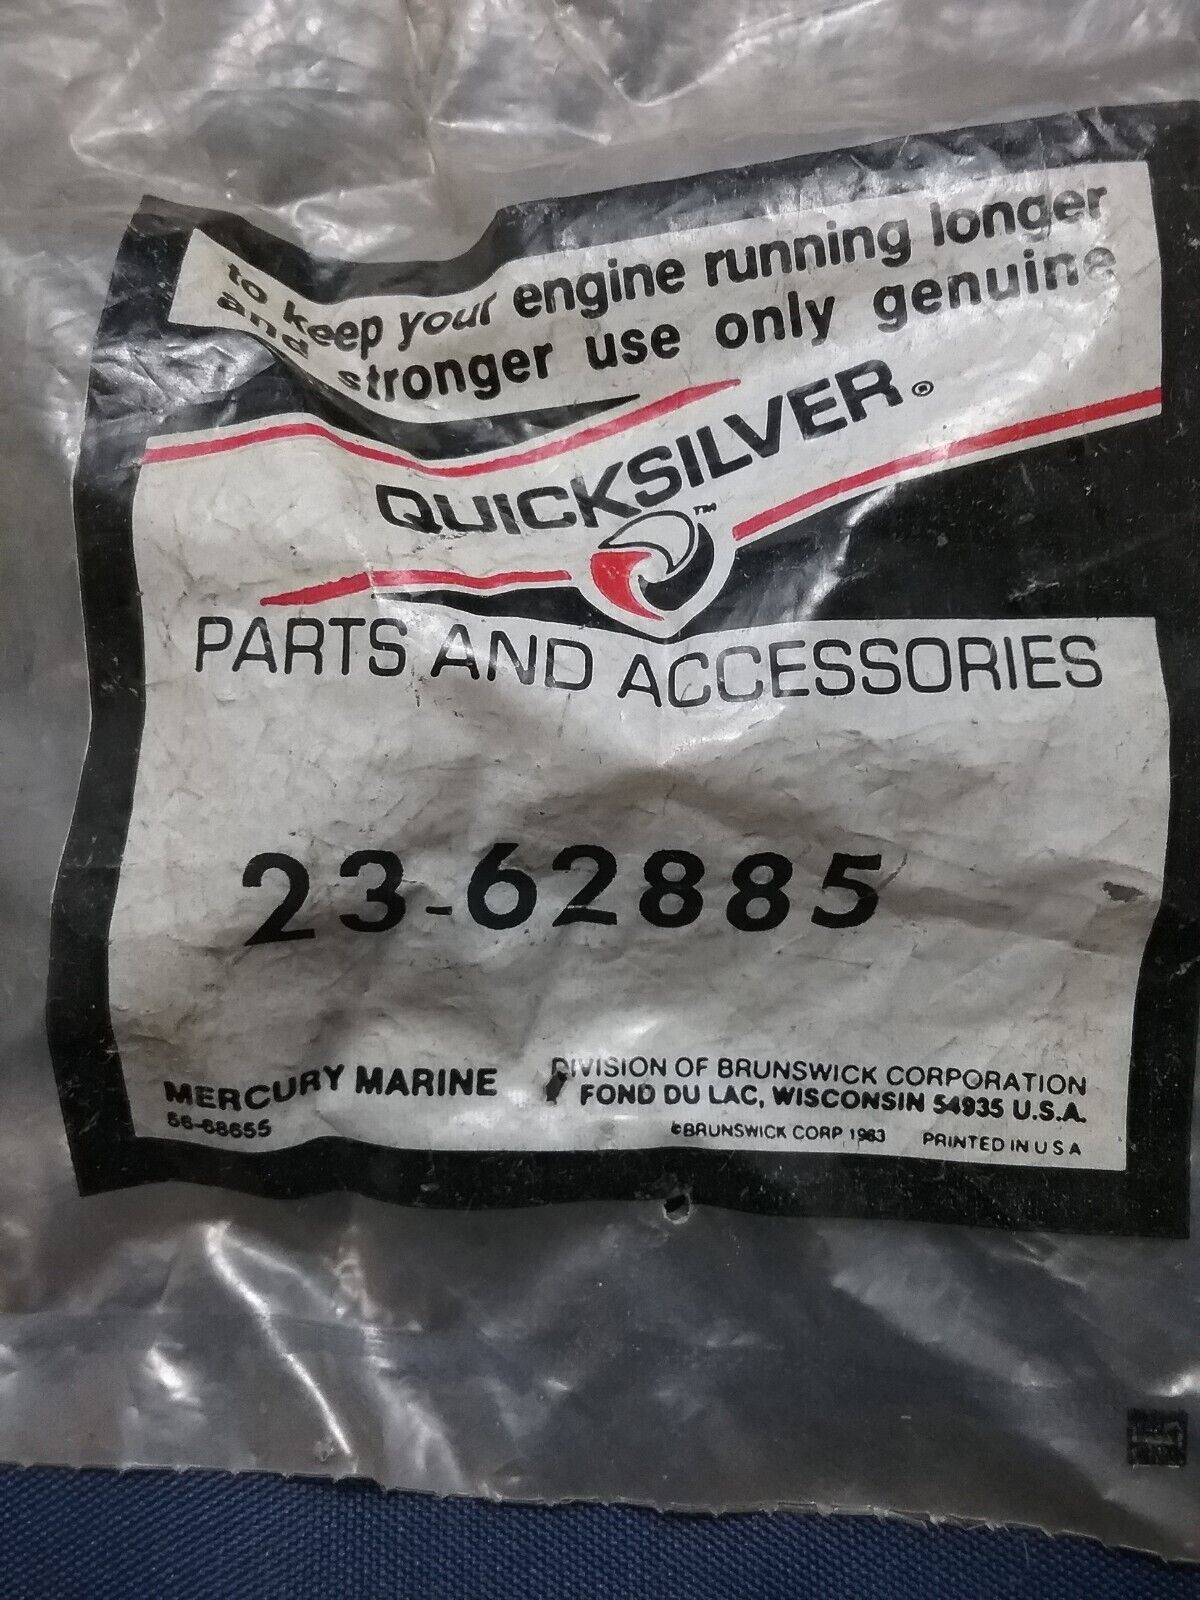 to keep your engine running longer
and stronger use only genuine
QUICKSILVER®
™
PARTS AND ACCESSORIES
23-62885
MERCURY MARINE
DIVISION OF BRUNSWICK CORPORATION
FOND DU LAC, WISCONSIN 54935 U.S.A.
56-68655
©BRUNSWICK CORP 1983 PRINTED IN U S A